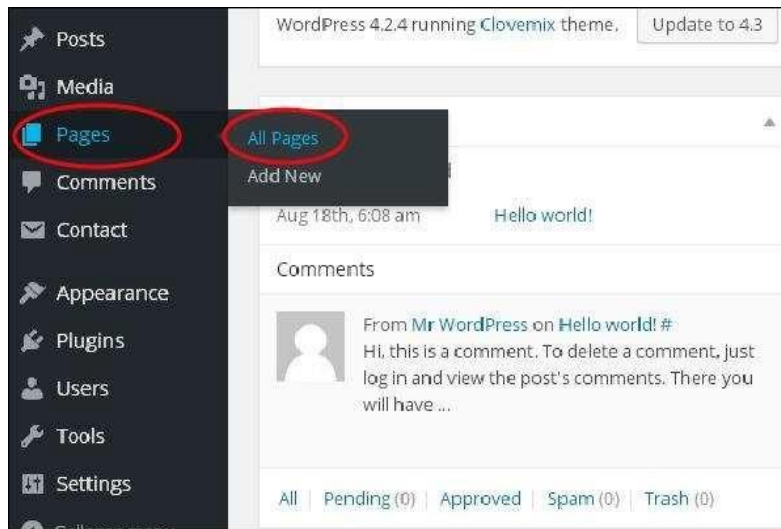 Posts
Media
Pages
Comments
Contact
Appearance
Plugins
Users
Tools
Settings
All Pages
Add New
WordPress 4.2.4 running Clovemix theme.
Update to 4.3
Aug 18th, 6:08 am Hello world!
Comments
From Mr WordPress on Hello world! #
Hi, this is a comment. To delete a comment, just
log in and view the post's comments. There you
will have ...
All | Pending (0) | Approved | Spam (0) | Trash (0)